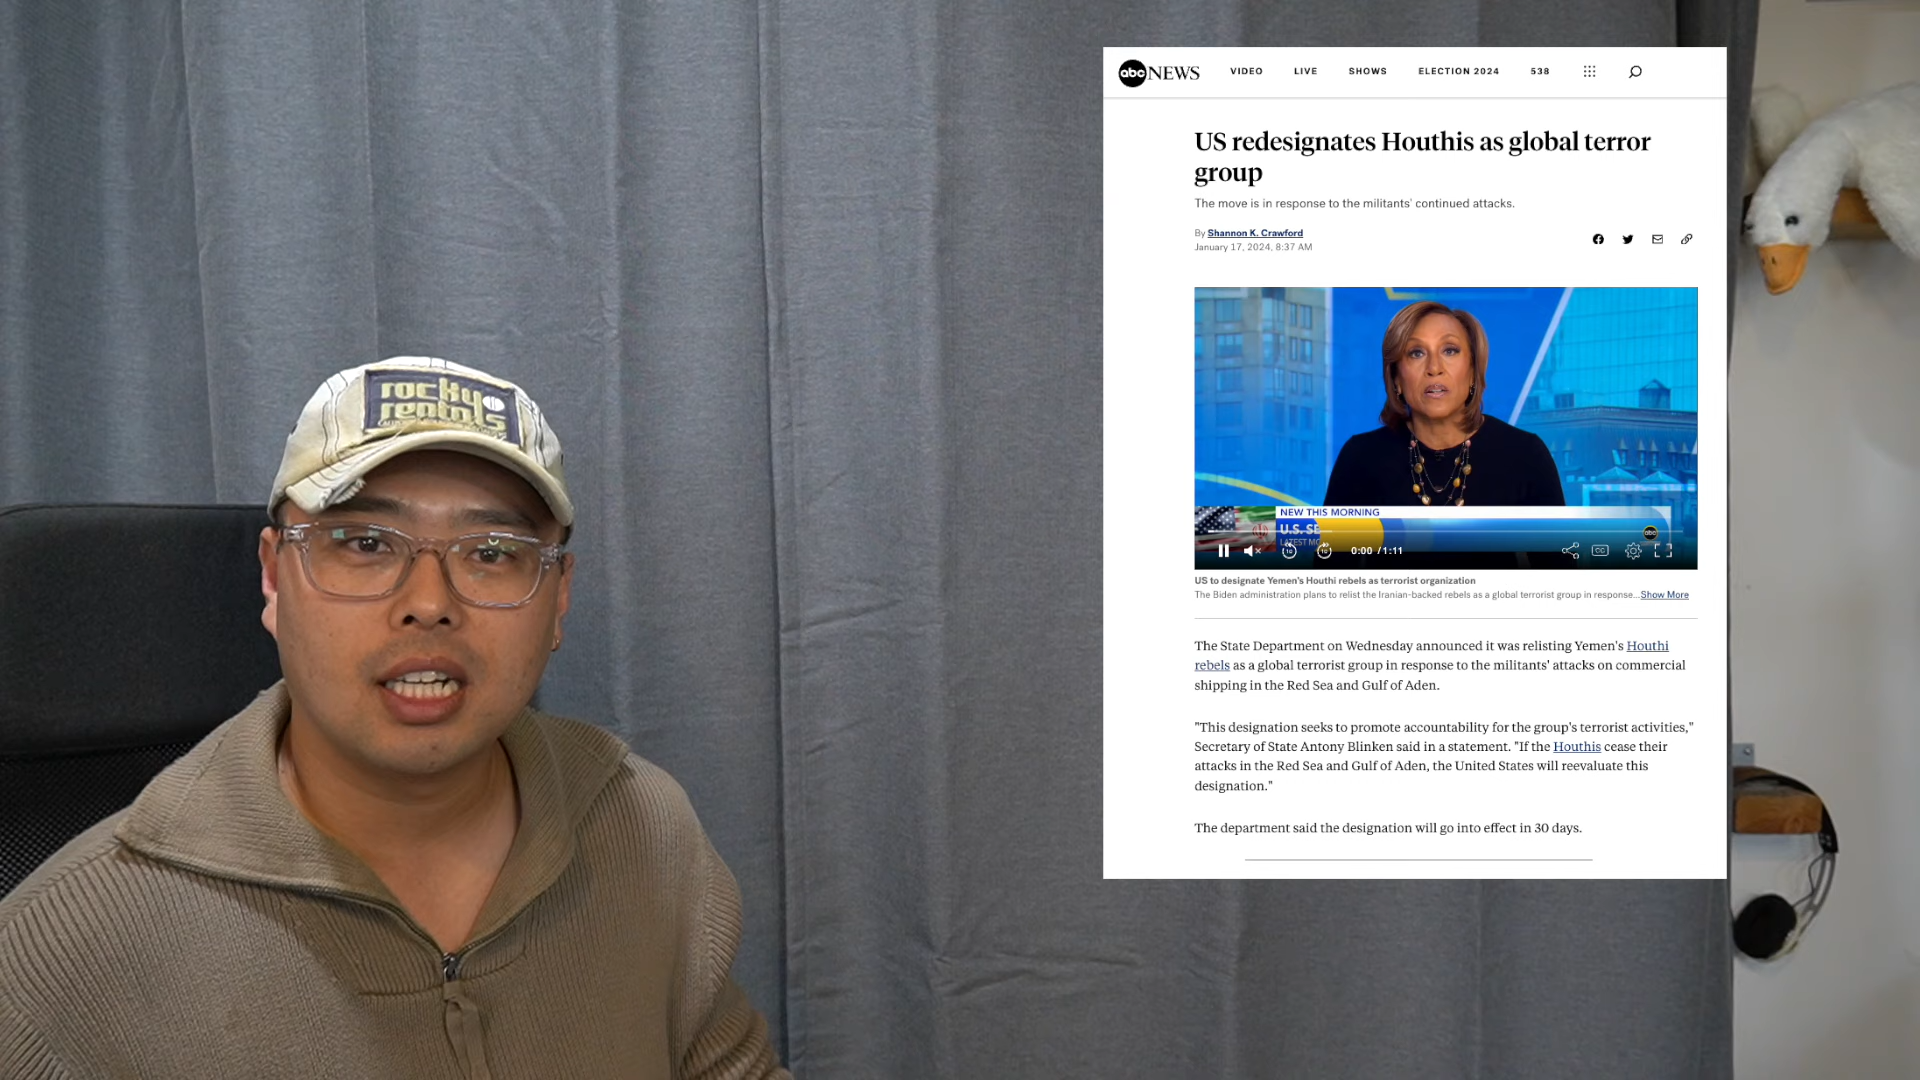 rocky
rentals
abc NEWS VIDEO LIVE SHOWS ELECTION 2024 538
US redesignates Houthis as global terror
group
The move is in response to the militants' continued attacks.
By Shannon K. Crawford
January 17, 2024, 8:37 AM
NEW THIS MORNING
U.S. SE
LATEST MO
abc
10
10
0:00 / 1:11
CC
US to designate Yemen's Houthi rebels as terrorist organization
The Biden administration plans to relist the Iranian-backed rebels as a global terrorist group in response... Show More
The State Department on Wednesday announced it was relisting Yemen's Houthi
rebels as a global terrorist group in response to the militants' attacks on commercial
shipping in the Red Sea and Gulf of Aden.
"This designation seeks to promote accountability for the group's terrorist activities,"
Secretary of State Antony Blinken said in a statement. "If the Houthis cease their
attacks in the Red Sea and Gulf of Aden, the United States will reevaluate this
designation."
The department said the designation will go into effect in 30 days.